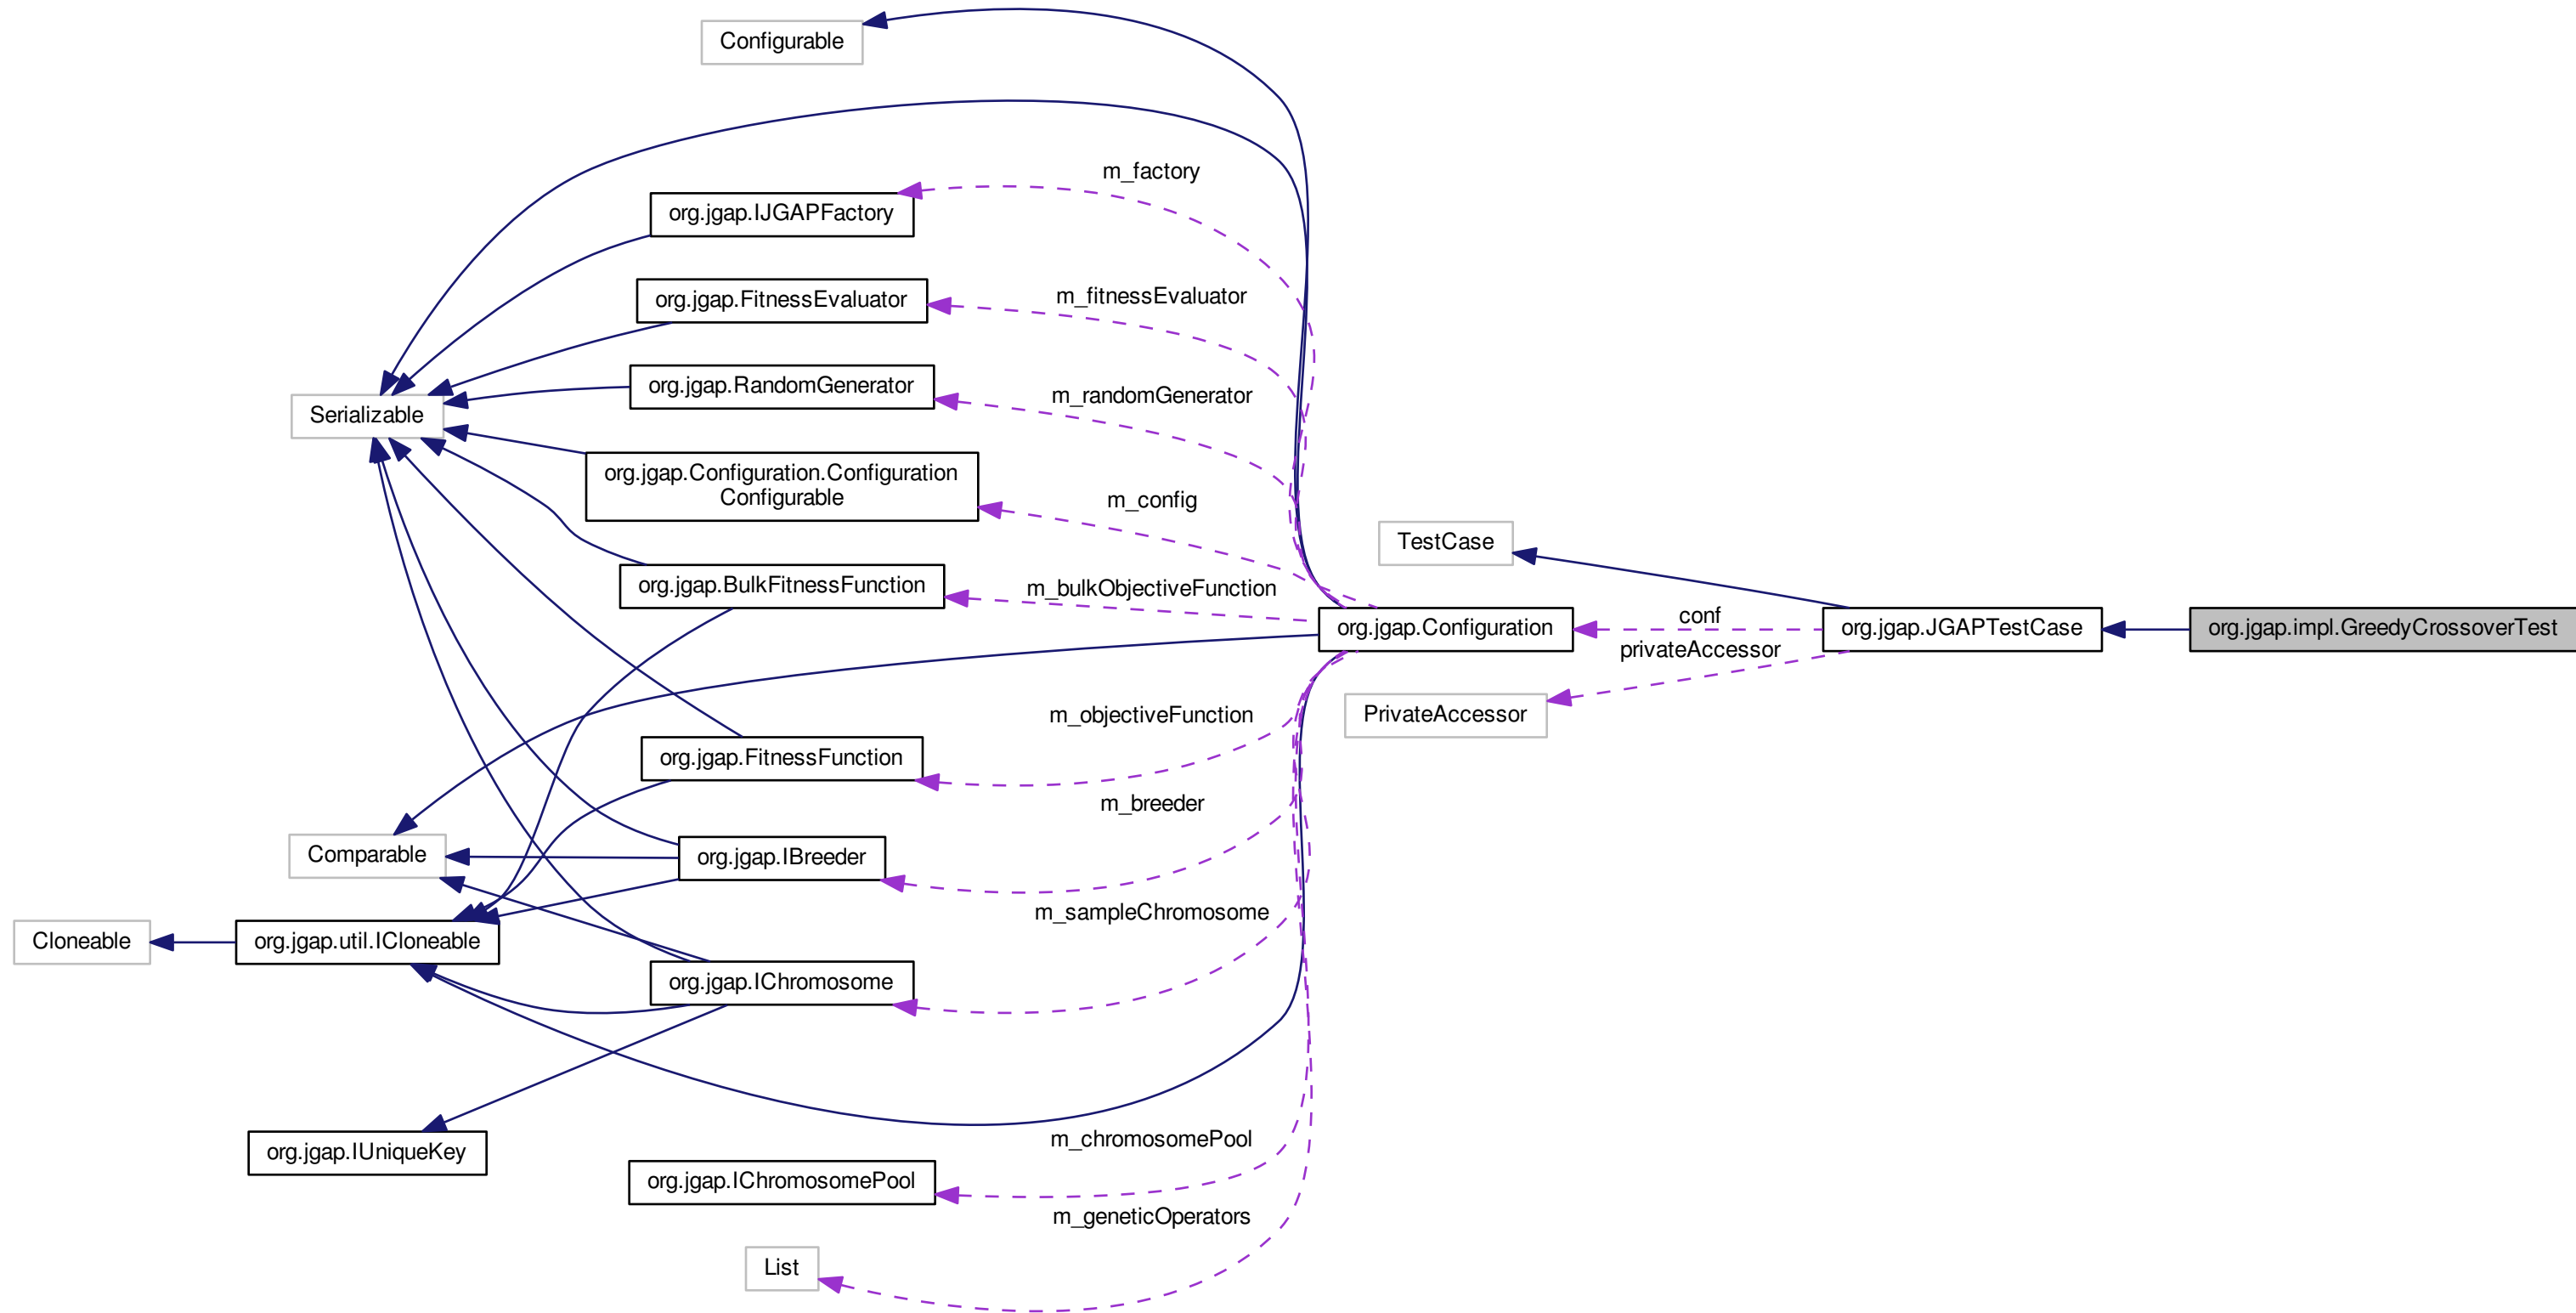 Configurable
m_factory
org.jgap.IJGAPFactory
org.jgap.FitnessEvaluator
m_fitnessEvaluator
org.jgap.RandomGenerator
m_randomGenerator
Serializable
org.jgap.Configuration.Configuration
Configurable
m_config
TestCase
org.jgap.BulkFitnessFunction
m_bulkObjectiveFunction
org.jgap.Configuration
conf
privateAccessor
org.jgap.JGAPTestCase
org.jgap.impl.GreedyCrossoverTest
PrivateAccessor
m_objectiveFunction
org.jgap.FitnessFunction
m_breeder
Comparable
org.jgap.IBreeder
m_sampleChromosome
Cloneable
org.jgap.util.ICloneable
org.jgap.IChromosome
org.jgap.IUniqueKey
m_chromosomePool
org.jgap.IChromosomePool
m_geneticOperators
List